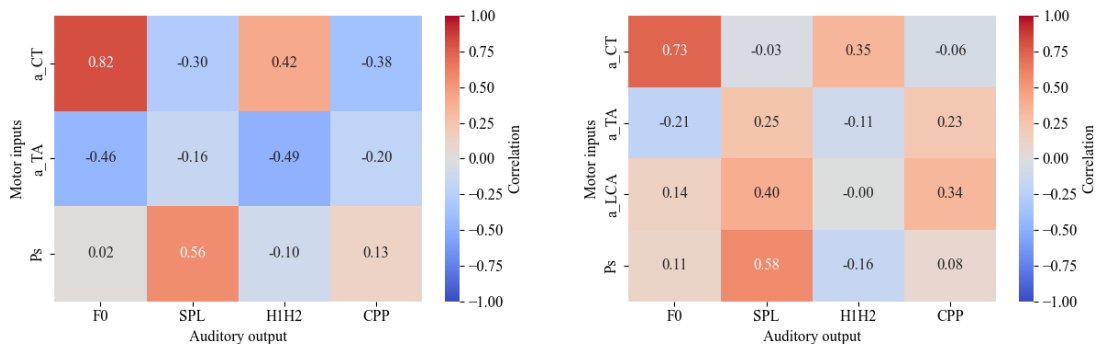 1.00
0.75
0.50
0.25
0.00
−0.25
−0.50
−0.75
−1.00
Correlation
Motor inputs
a_CT
0.82 -0.30 0.42 -0.38
a_TA
-0.46 -0.16 -0.49 -0.20
Ps
0.02 0.56 -0.10 0.13
F0 SPL H1H2 CPP
Auditory output
1.00
0.75
0.50
0.25
0.00
−0.25
−0.50
−0.75
−1.00
Correlation
Motor inputs
a_CT
0.73 -0.03 0.35 -0.06
a_TA
-0.21 0.25 -0.11 0.23
a_LCA
0.14 0.40 -0.00 0.34
Ps
0.11 0.58 -0.16 0.08
F0 SPL H1H2 CPP
Auditory output